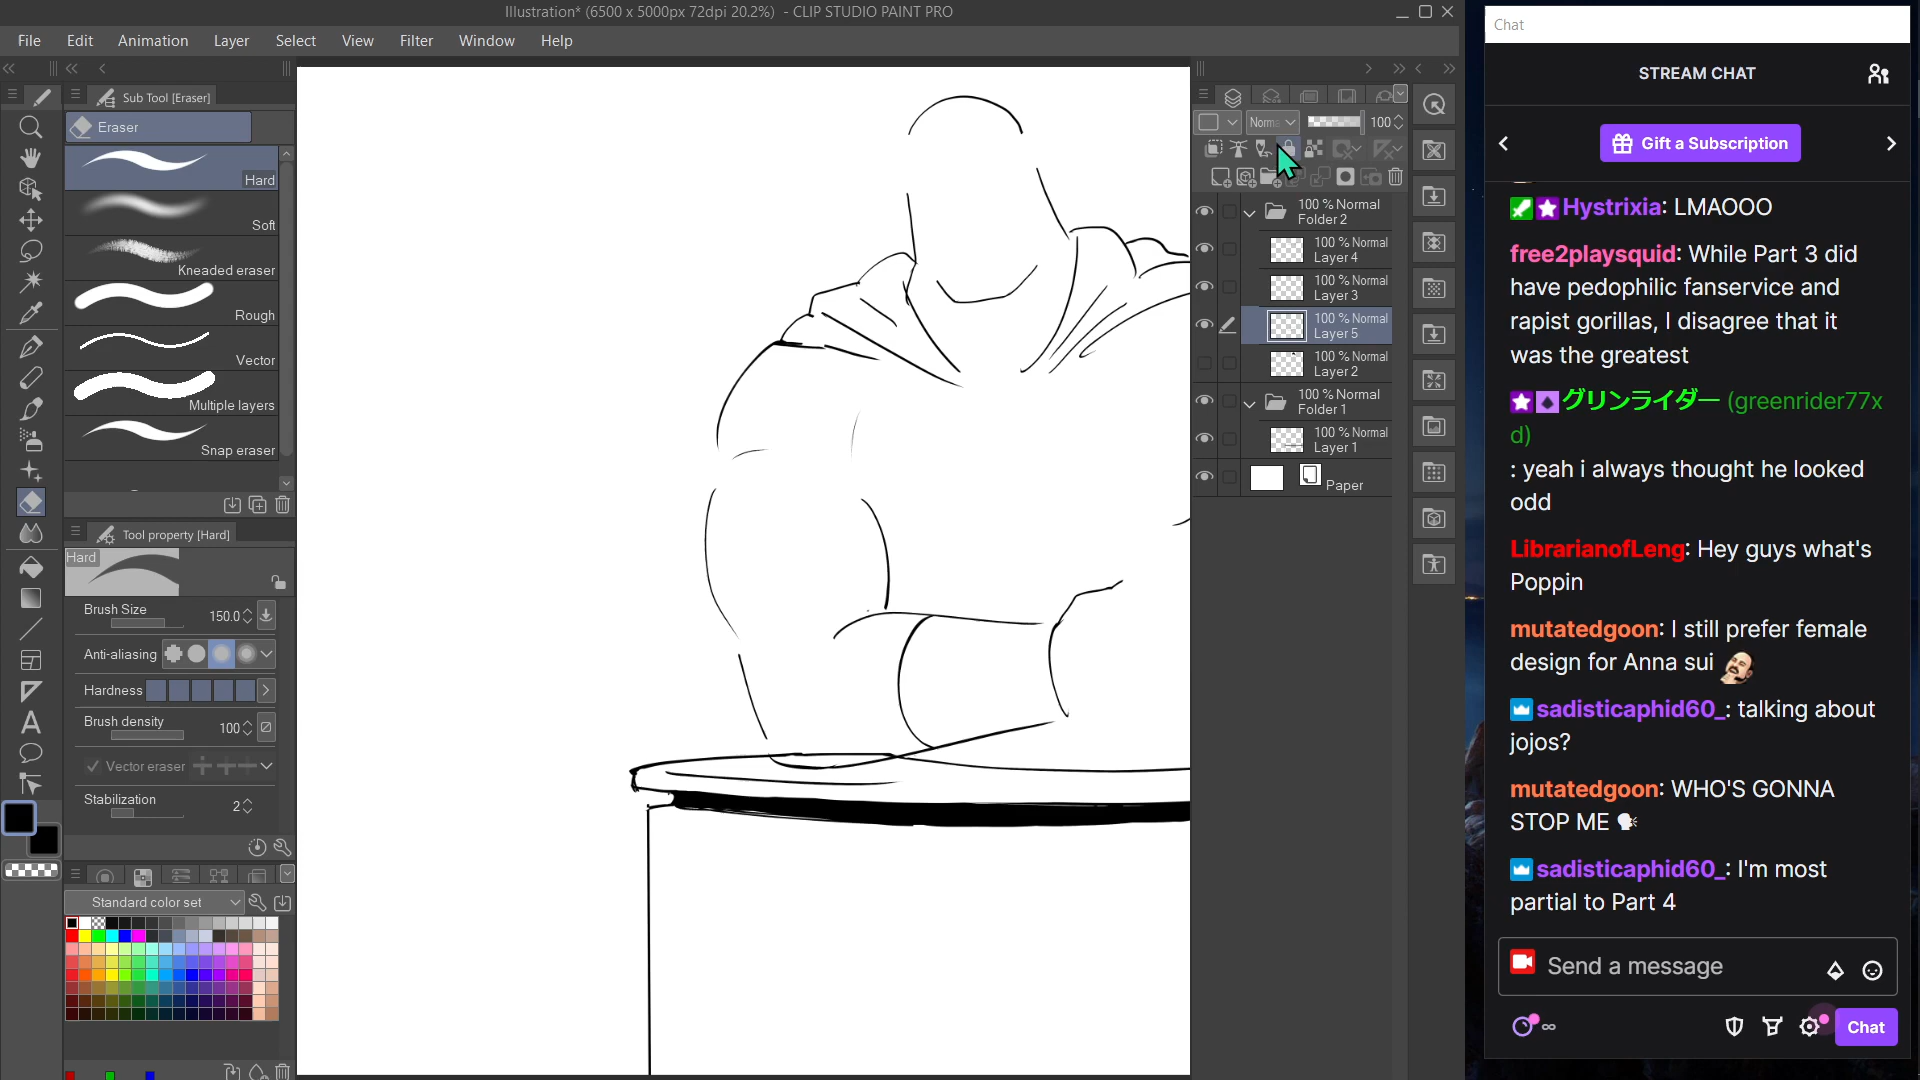 Illustration* (6500 x 5000px 72dpi 20.2%) - CLIP STUDIO PAINT PRO
File Edit Animation Layer Select View Filter Window Help
Sub Tool [Eraser]
Eraser
Hard
Soft
Kneaded eraser
Rough
Vector
Multiple layers
Snap eraser
Tool property [Hard]
Hard
Brush Size 150.0
Anti-aliasing
Hardness
Brush density 100
Vector eraser
Stabilization 2
Standard color set
Norma 100
100 % Normal
Folder 2
100 % Normal
Layer 4
100 % Normal
Layer 3
100 % Normal
Layer 5
100 % Normal
Layer 2
100 % Normal
Folder 1
100 % Normal
Layer 1
Paper
Chat
STREAM CHAT
Gift a Subscription
Hystrixia: LMAOOO
free2playsquid: While Part 3 did
have pedophilic fanservice and
rapist gorillas, I disagree that it
was the greatest
グリンライダー (greenrider77x
d)
: yeah i always thought he looked
odd
LibrarianofLeng: Hey guys what's
Poppin
mutatedgoon: I still prefer female
design for Anna sui
sadisticaphid60_: talking about
jojos?
mutatedgoon: WHO'S GONNA
STOP ME
sadisticaphid60_: I'm most
partial to Part 4
Send a message
∞
Chat